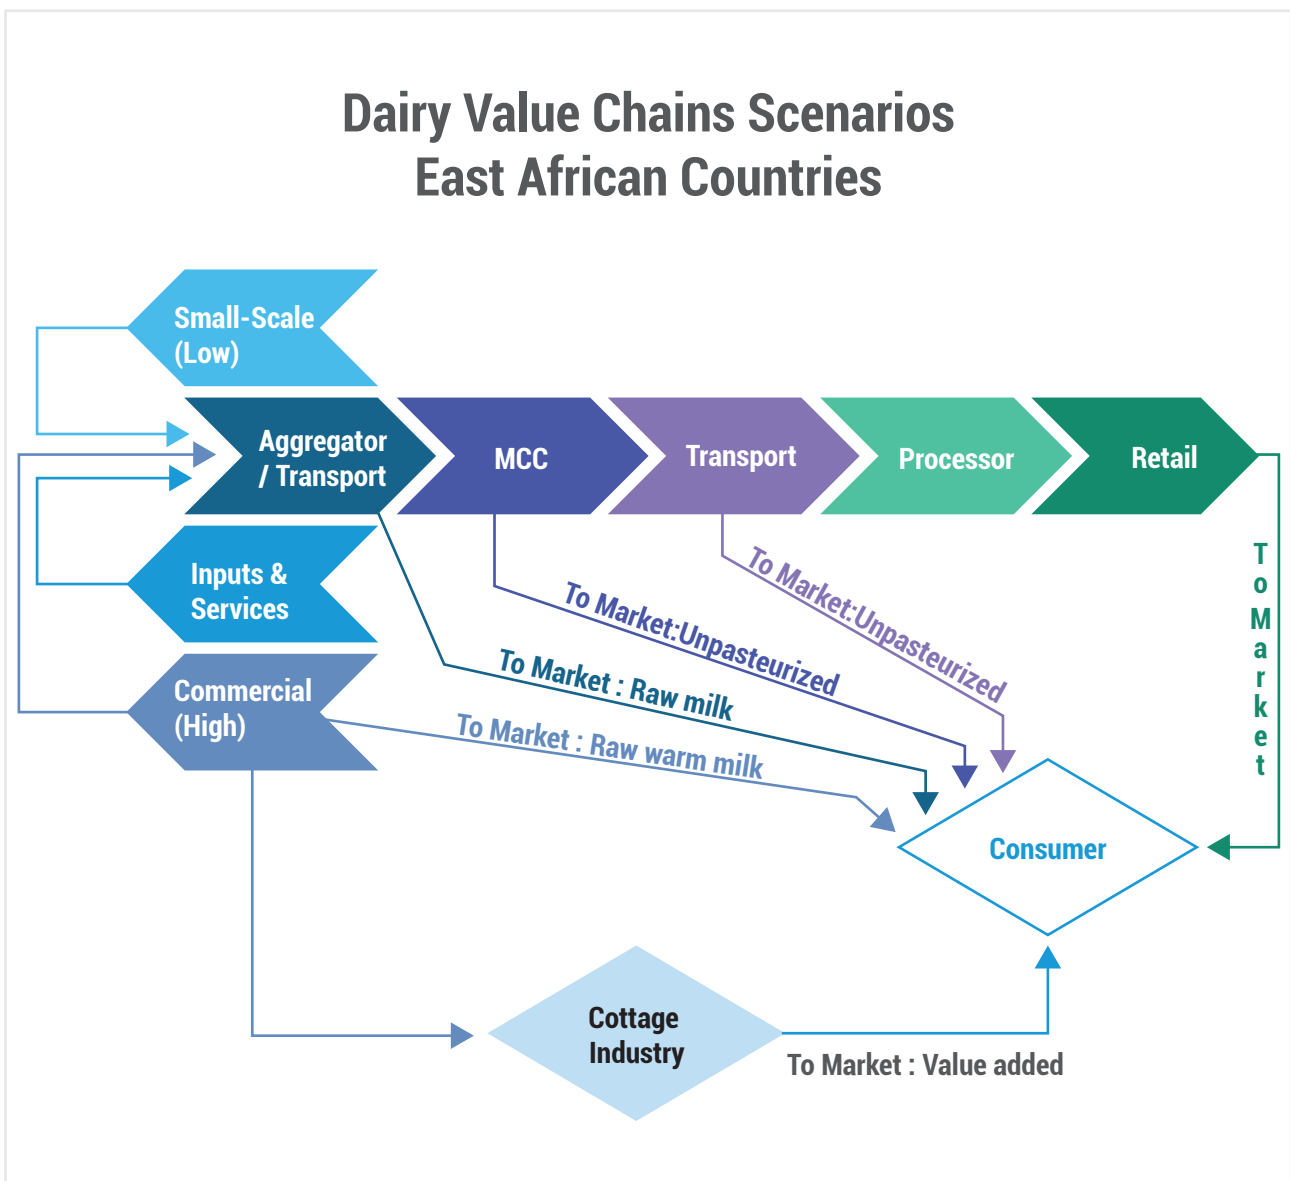 Dairy Value Chains Scenarios
East African Countries
Small-Scale
(Low)
Aggregator
/ Transport
MCC
Transport
Processor
Retail
Inputs &
Services
Commercial
(High)
To Market:Unpasteurized
To Market:Unpasteurized
To Market : Raw milk
To Market : Raw warm milk
To Market
Consumer
Cottage
Industry
To Market : Value added